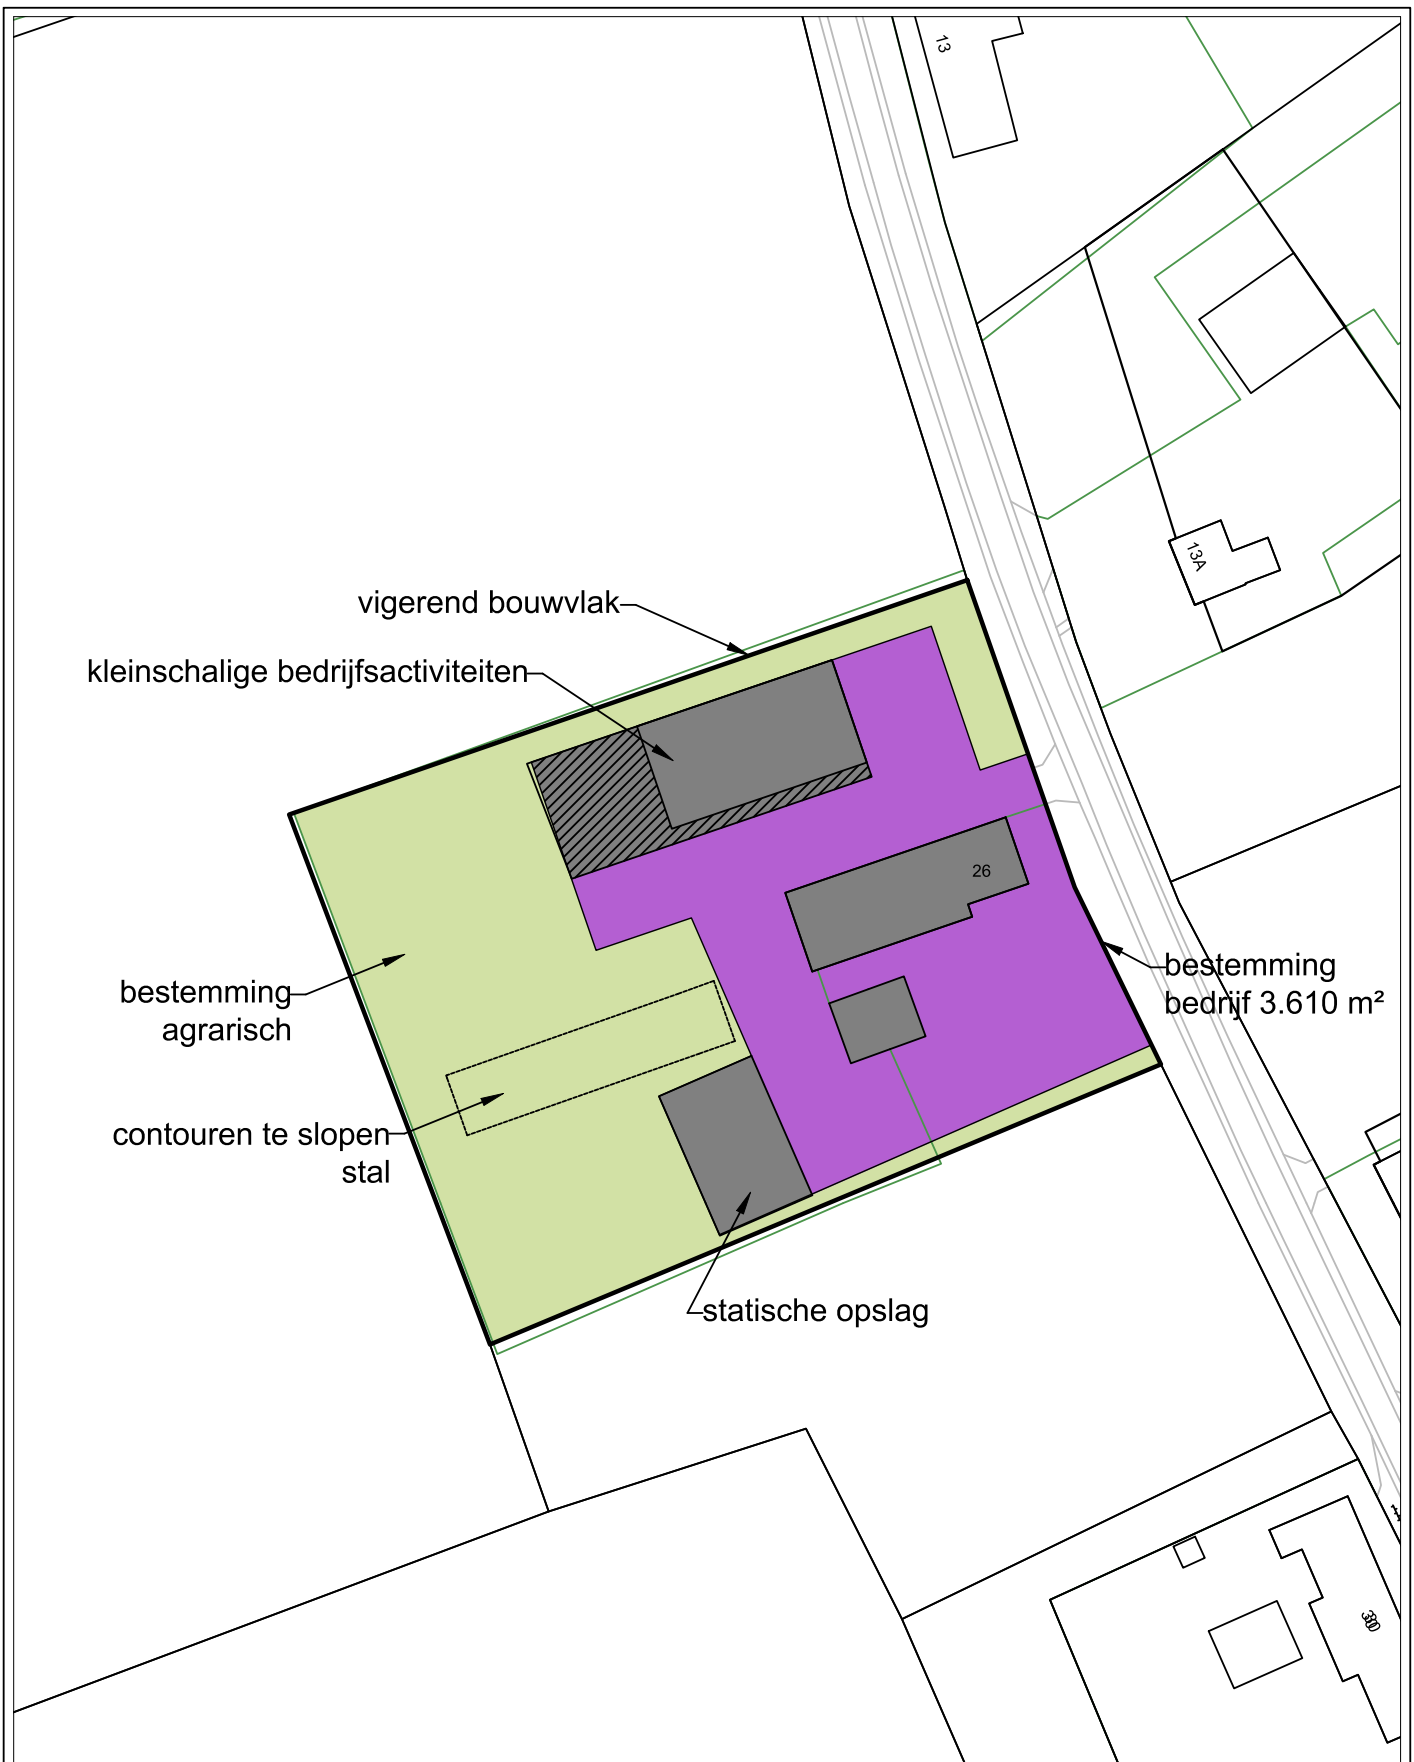 13
13A
vigerend bouwvlak
kleinschalige bedrijfsactiviteiten
26
bestemming
bedrijf 3.610 m²
bestemming
agrarisch
contouren te slopen
stal
statische opslag